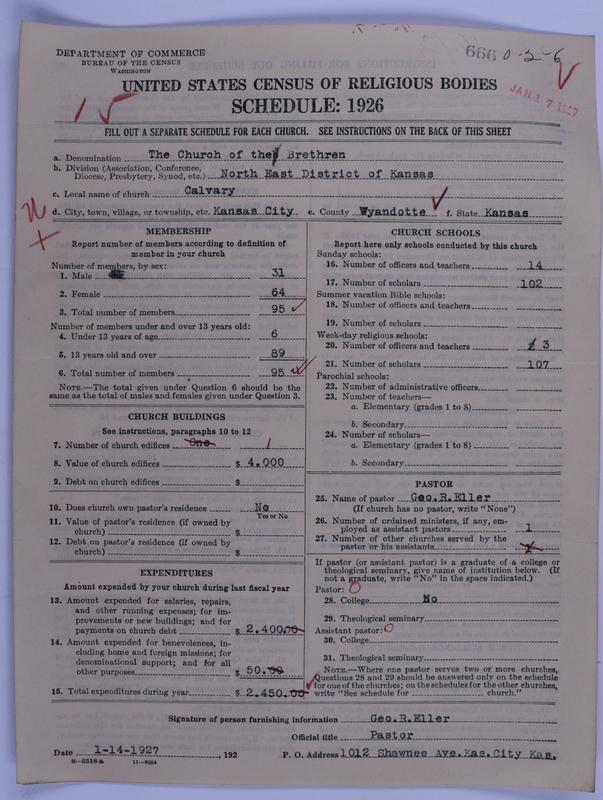 DEPARTMENT OF COMMERCE
BUREAU OF THE CENSUS
WASHINGTON
666 0-2-6
JAN 17 1927
UNITED STATES CENSUS OF RELIGIOUS BODIES
SCHEDULE: 1926
FILL OUT A SEPARATE SCHEDULE FOR EACH CHURCH. SEE INSTRUCTIONS ON THE BACK OF THIS SHEET
a. Denomination The Church of the Brethren
b. Division (Association, Conference,
Diocese, Presbytery, Synod, etc.) North East District of Kansas
c. Local name of church Calvary
d. City, town, village, or township, etc. Kansas City e. County Wyandotte f. State Kansas
MEMBERSHIP
Report number of members according to definition of
member in your church
Number of members, by sex:
1. Male 31
2. Female 64
3. Total number of members 95
Number of members under and over 13 years old:
4. Under 13 years of age 6
5. 13 years old and over 89
6. Total number of members 95
NOTE.—The total given under Question 6 should be the
same as the total of males and females given under Question 3.
CHURCH BUILDINGS
See instructions, paragraphs 10 to 12
7. Number of church edifices One 1
8. Value of church edifices $ 4.000
9. Debt on church edifices $
10. Does church own pastor's residence No
Yes or No
11. Value of pastor's residence (if owned by
church) $
12. Debt on pastor's residence (if owned by
church) $
EXPENDITURES
Amount expended by your church during last fiscal year
13. Amount expended for salaries, repairs,
and other running expenses; for im-
provements or new buildings; and for
payments on church debt $ 2.400.00
14. Amount expended for benevolences, in-
cluding home and foreign missions; for
denominational support; and for all
other purposes $ 50.00
15. Total expenditures during year $ 2.450.00
CHURCH SCHOOLS
Report here only schools conducted by this church
Sunday schools:
16. Number of officers and teachers 14
17. Number of scholars 102
Summer vacation Bible schools:
18. Number of officers and teachers
19. Number of scholars
Week-day religious schools:
20. Number of officers and teachers 3
21. Number of scholars 107
Parochial schools:
22. Number of administrative officers
23. Number of teachers—
a. Elementary (grades 1 to 8)
b. Secondary
24. Number of scholars—
a. Elementary (grades 1 to 8)
b. Secondary
PASTOR
25. Name of pastor Geo.R.Eller
(If church has no pastor, write "None")
26. Number of ordained ministers, if any, em-
ployed as assistant pastors 1
27. Number of other churches served by the
pastor or his assistants
If pastor (or assistant pastor) is a graduate of a college or
theological seminary, give name of institution below. (If
not a graduate, write "No" in the space indicated.)
Pastor: O
28. College No
29. Theological seminary
Assistant pastor: O
30. College
31. Theological seminary
NOTE.—Where one pastor serves two or more churches,
Questions 28 and 29 should be answered only on the schedule
for one of the churches; on the schedules for the other churches,
write "See schedule for church."
Signature of person furnishing information Geo.R.Eller
Official title Pastor
Date 1-14-1927 , 192 P. O. Address 1012 Shawnee Ave.Kas.City Kas.
8-5518a 11-9054